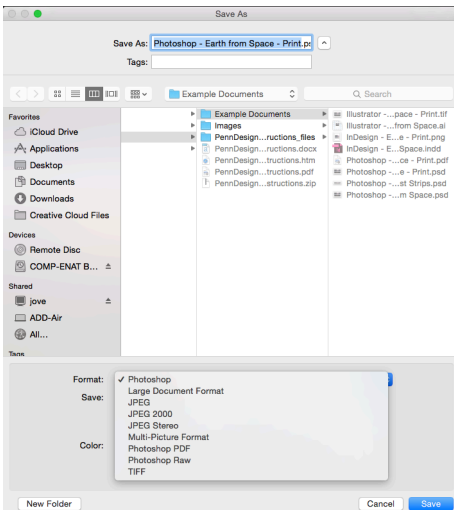 Save As
Save As: Photoshop - Earth from Space - Print.ps
Tags:
Example Documents
Search
Favorites
iCloud Drive
Applications
Desktop
Documents
Downloads
Creative Cloud Files
Devices
Remote Disc
COMP-ENAT B...
Shared
jove
ADD-Air
All...
Tags
Example Documents
Images
PennDesign...ructions_files
PennDesign...ructions.docx
PennDesign...tructions.htm
PennDesign...tructions.pdf
PennDesign...structions.zip
Illustrator -...pace - Print.tif
Illustrator -...from Space.ai
InDesign - E...e - Print.png
InDesign - E...Space.indd
Photoshop -...ce - Print.pdf
Photoshop -...e - Print.psd
Photoshop -...st Strips.psd
Photoshop -...m Space.psd
Format:
✓ Photoshop
Large Document Format
Save:
JPEG
JPEG 2000
JPEG Stereo
Multi-Picture Format
Color:
Photoshop PDF
Photoshop Raw
TIFF
New Folder
Cancel
Save